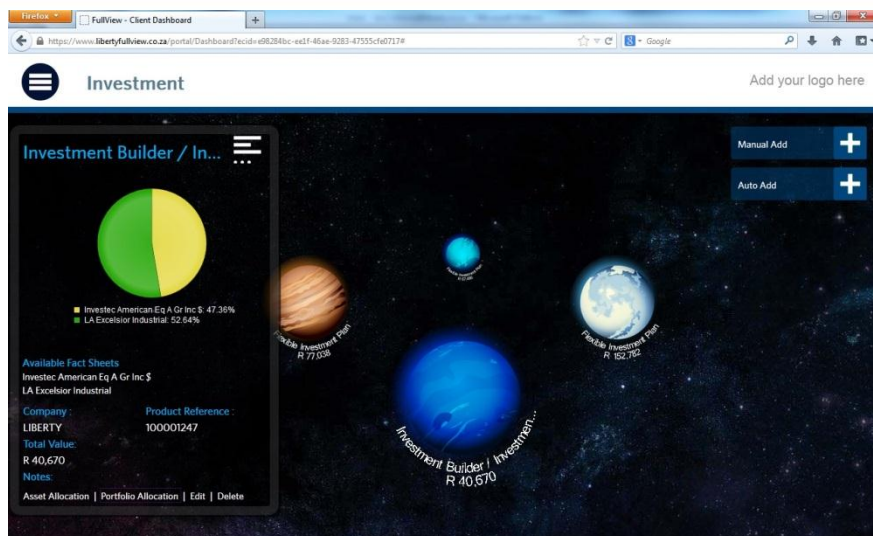 Firefox
FullView - Client Dashboard
https://www.libertyfullview.co.za/portal/Dashboard?ecid=e98284bc-ee1f-46ae-9283-47555cfe0717#
Google
Investment
Add your logo here
Investment Builder / In...
Manual Add
Auto Add
Investec American Eq A Gr Inc $: 47.36%
LA Excelsior Industrial: 52.64%
Flexible Investment Plan
R 77,038
Flexible Investment Plan
Flexible Investment Plan
R 152,782
Investment Builder / Investmen...
R 40,670
Available Fact Sheets
Investec American Eq A Gr Inc $
LA Excelsior Industrial
Company : Product Reference :
LIBERTY 100001247
Total Value:
R 40,670
Notes:
Asset Allocation | Portfolio Allocation | Edit | Delete